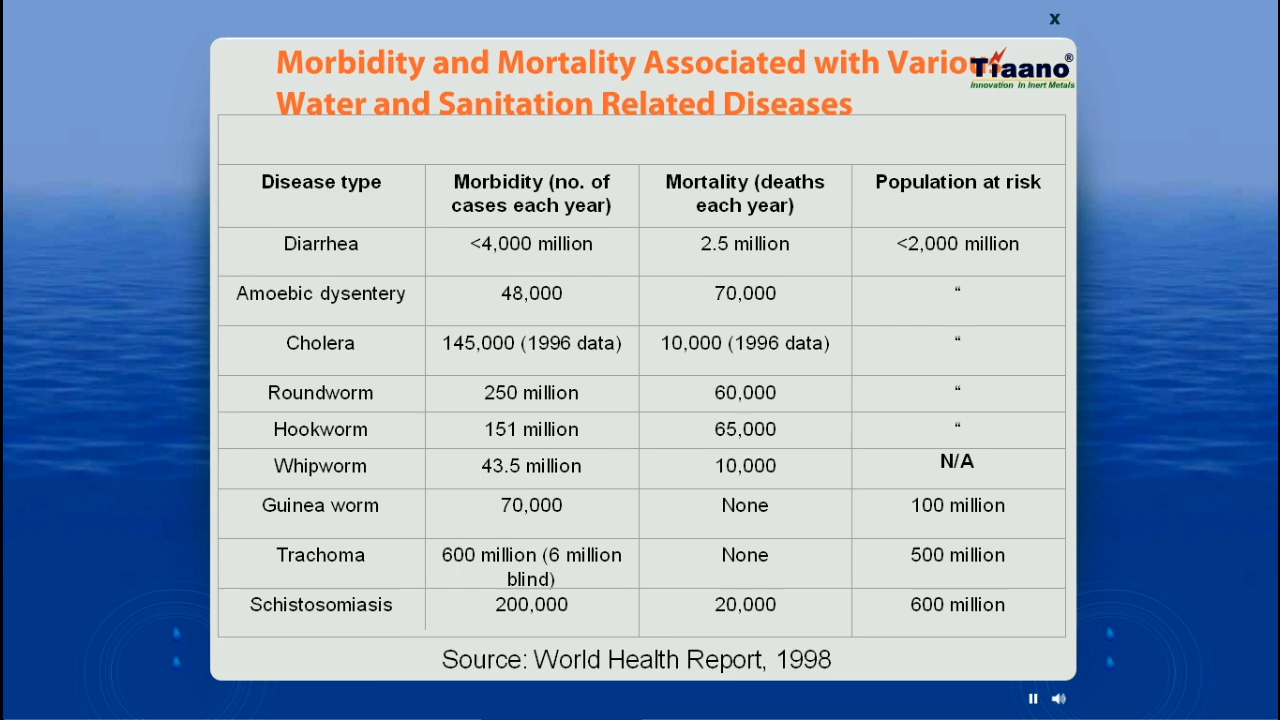 x
Morbidity and Mortality Associated with Various
Tiaano®
Innovation in Inert Metals
Water and Sanitation Related Diseases
Disease type Morbidity (no. of cases each year) Mortality (deaths each year) Population at risk
Diarrhea <4,000 million 2.5 million <2,000 million
Amoebic dysentery 48,000 70,000 “
Cholera 145,000 (1996 data) 10,000 (1996 data) “
Roundworm 250 million 60,000 “
Hookworm 151 million 65,000 “
Whipworm 43.5 million 10,000 N/A
Guinea worm 70,000 None 100 million
Trachoma 600 million (6 million blind) None 500 million
Schistosomiasis 200,000 20,000 600 million
Source: World Health Report, 1998